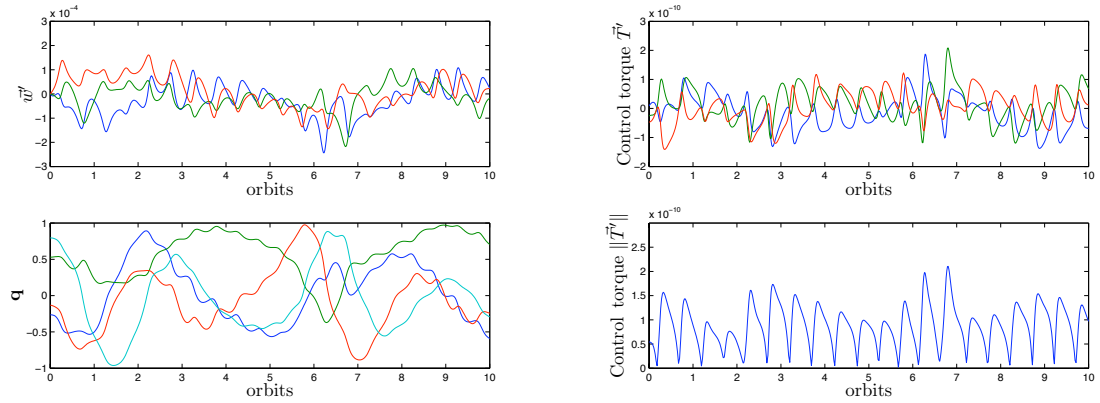 x 10⁻⁴
3
2
1
0
−1
−2
−3
w⃗′
0 1 2 3 4 5 6 7 8 9 10
orbits
1
0.5
0
−0.5
−1
q
0 1 2 3 4 5 6 7 8 9 10
orbits
x 10⁻¹⁰
3
2
1
0
−1
−2
Control torque T⃗′
0 1 2 3 4 5 6 7 8 9 10
orbits
x 10⁻¹⁰
2.5
2
1.5
1
0.5
0
Control torque ||T⃗′||
0 1 2 3 4 5 6 7 8 9 10
orbits